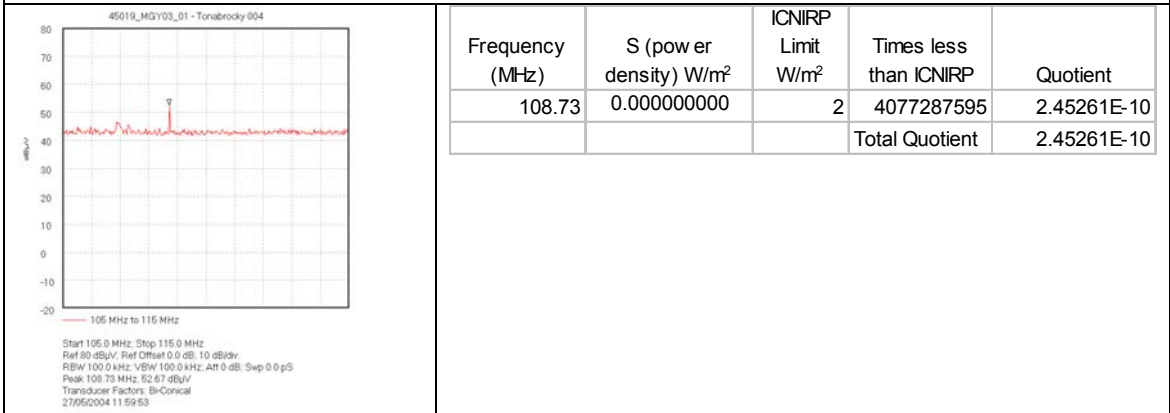 45019_MGY03_01 - Tonabrocky 004
80
70
60
50
40
30
20
10
0
-10
-20
dBµV
105 MHz to 115 MHz
Start 105.0 MHz; Stop 115.0 MHz
Ref 80 dBµV; Ref Offset 0.0 dB; 10 dB/div
RBW 100.0 kHz; VBW 100.0 kHz; Att 0 dB; Swp 0.0 pS
Peak 108.73 MHz, 52.67 dBµV
Transducer Factors: Bi-Conical
27/05/2004 11:59:53
Frequency (MHz) S (pow er density) W/m² ICNIRP Limit W/m² Times less than ICNIRP Quotient
108.73 0.000000000 2 4077287595 2.45261E-10
Total Quotient 2.45261E-10